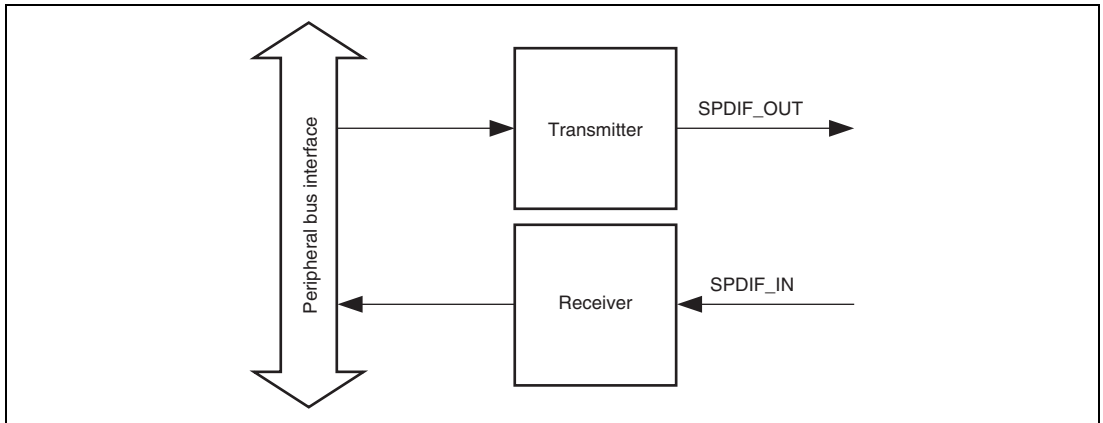 Peripheral bus interface
Transmitter
SPDIF_OUT
Receiver
SPDIF_IN